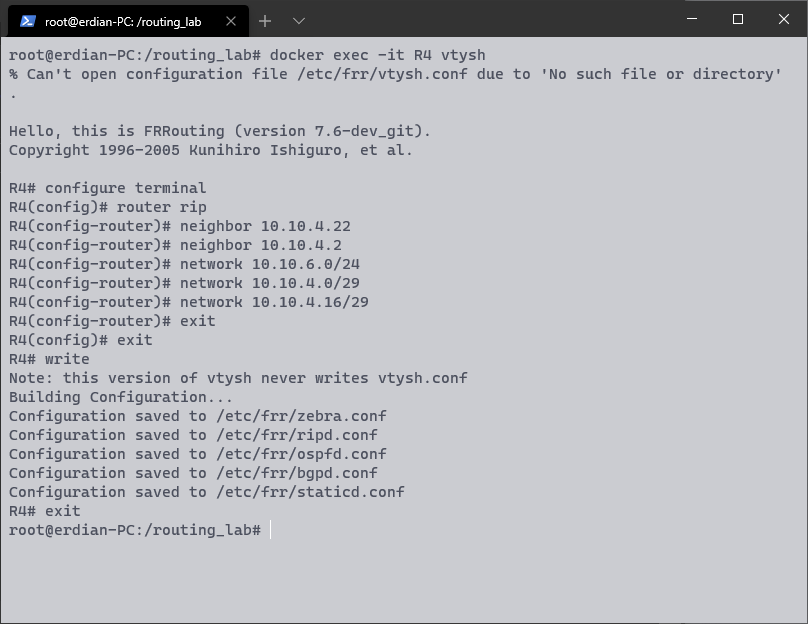 root@erdian-PC: /routing_lab
root@erdian-PC:/routing_lab# docker exec -it R4 vtysh
% Can't open configuration file /etc/frr/vtysh.conf due to 'No such file or directory'
.
Hello, this is FRRouting (version 7.6-dev_git).
Copyright 1996-2005 Kunihiro Ishiguro, et al.
R4# configure terminal
R4(config)# router rip
R4(config-router)# neighbor 10.10.4.22
R4(config-router)# neighbor 10.10.4.2
R4(config-router)# network 10.10.6.0/24
R4(config-router)# network 10.10.4.0/29
R4(config-router)# network 10.10.4.16/29
R4(config-router)# exit
R4(config)# exit
R4# write
Note: this version of vtysh never writes vtysh.conf
Building Configuration...
Configuration saved to /etc/frr/zebra.conf
Configuration saved to /etc/frr/ripd.conf
Configuration saved to /etc/frr/ospfd.conf
Configuration saved to /etc/frr/bgpd.conf
Configuration saved to /etc/frr/staticd.conf
R4# exit
root@erdian-PC:/routing_lab#